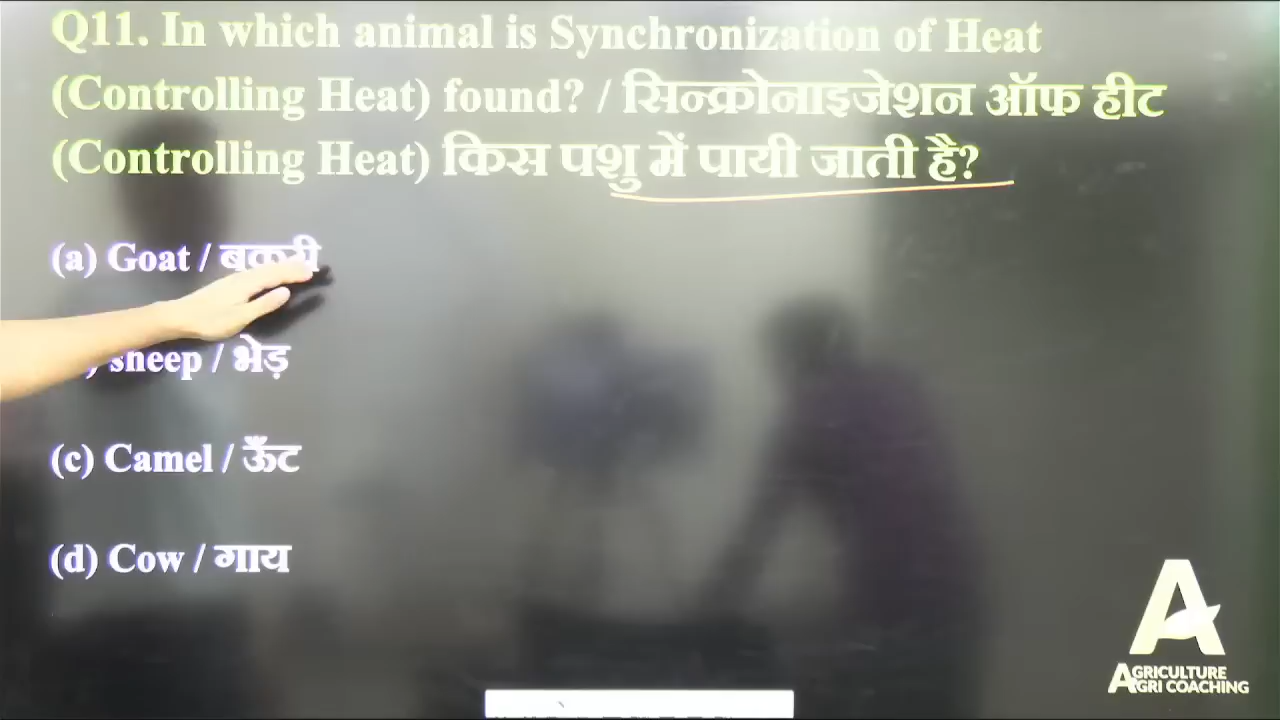 Q11. In which animal is Synchronization of Heat
(Controlling Heat) found? / सिन्क्रोनाइजेशन ऑफ हीट
(Controlling Heat) किस पशु में पायी जाती है?
(a) Goat / बकरी
sheep / भेड़
(c) Camel / ऊँट
(d) Cow / गाय
A
AGRICULTURE
AGRI COACHING